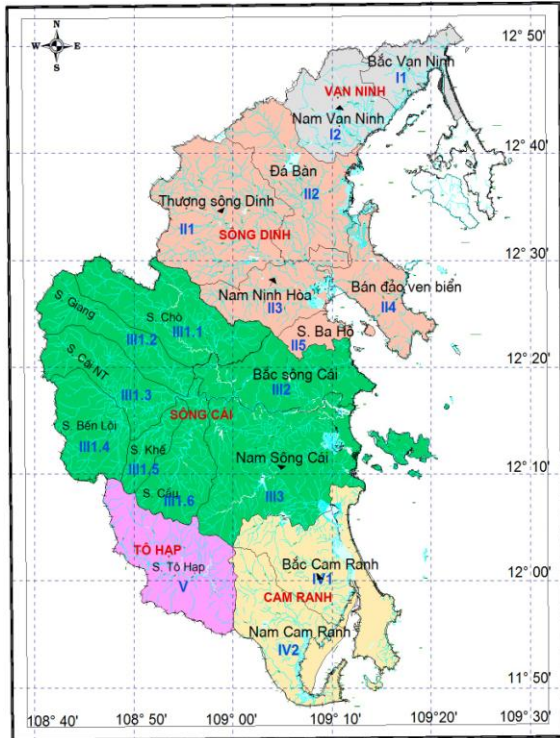 N
W E
S
12° 50'
Bắc Vạn Ninh
I1
VẠN NINH
Nam Vạn Ninh
I2
12° 40'
Đá Bàn
II2
Thượng sông Dinh
II1
SÔNG DINH
12° 30'
Bán đảo ven biển
II4
Nam Ninh Hòa
II3
S. Giang
S. Chò
III1.1
III1.2
S. Ba Hồ
II5
12° 20'
S. Cái NT
III1.3
Bắc sông Cái
III2
SÔNG CÁI
S. Bến Lội
III1.4
S. Khế
III1.5
Nam Sông Cái
12° 10'
S. Cầu
III1.6
III3
TÔ HẠP
S. Tô Hạp
V
Bắc Cam Ranh
IV1
12° 00'
CAM RANH
Nam Cam Ranh
IV2
11° 50'
108° 40' 108° 50' 109° 00' 109° 10' 109° 20' 109° 30'